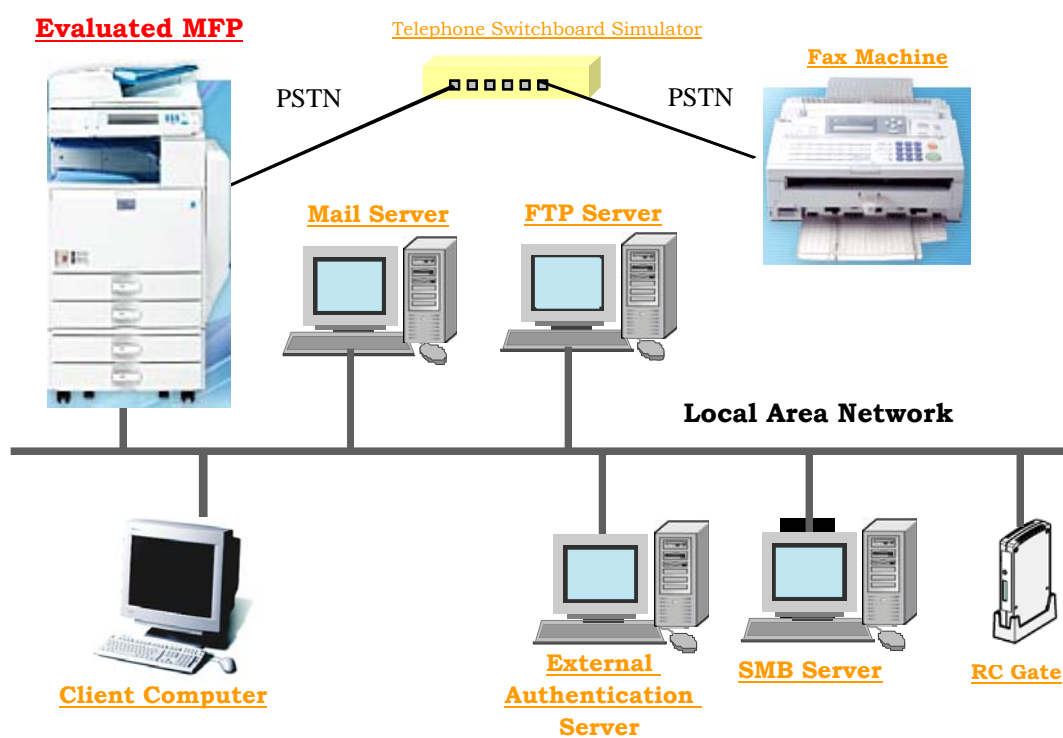 Evaluated MFP
Telephone Switchboard Simulator
Fax Machine
PSTN
PSTN
Mail Server
FTP Server
Local Area Network
Client Computer
External
Authentication
Server
SMB Server
RC Gate